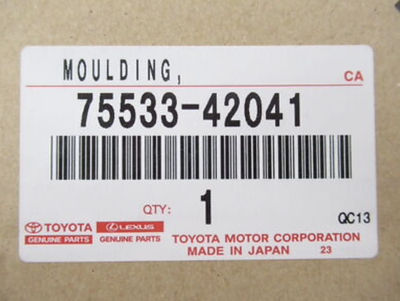 MOULDING,
CA
75533-42041
QTY: 1
QC13
TOYOTA LEXUS
GENUINE PARTS GENUINE PARTS
TOYOTA MOTOR CORPORATION
MADE IN JAPAN 23